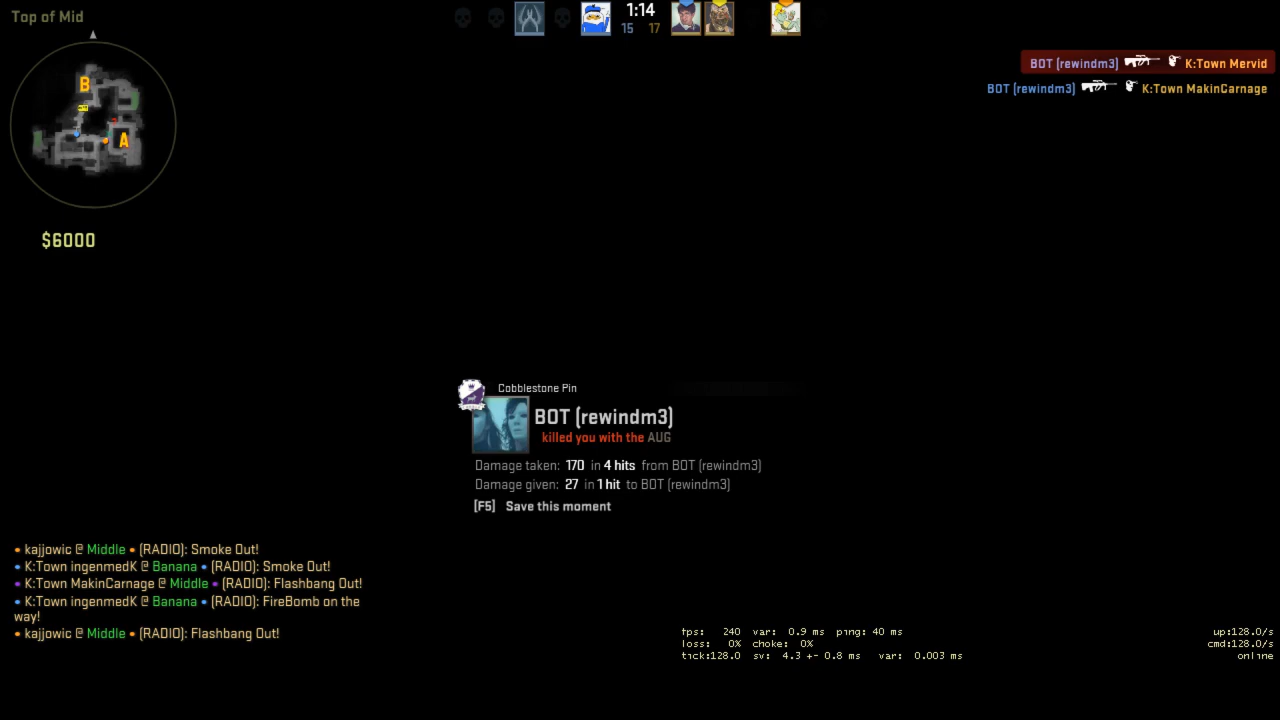 Top of Mid
1:14
15 17
B
A
$6000
BOT (rewindm3) K:Town Mervid
BOT (rewindm3) K:Town MakinCarnage
Cobblestone Pin
BOT (rewindm3)
killed you with the AUG
Damage taken: 170 in 4 hits from BOT (rewindm3)
Damage given: 27 in 1 hit to BOT (rewindm3)
[F5] Save this moment
• kajjowic @ Middle • (RADIO): Smoke Out!
• K:Town ingenmedK @ Banana • (RADIO): Smoke Out!
• K:Town MakinCarnage @ Middle • (RADIO): Flashbang Out!
• K:Town ingenmedK @ Banana • (RADIO): FireBomb on the
way!
• kajjowic @ Middle • (RADIO): Flashbang Out!
fps: 240 var: 0.9 ms ping: 40 ms up:128.0/s
loss: 0% choke: 0% cmd:128.0/s
tick:128.0 sv: 4.3 +- 0.8 ms var: 0.003 ms online